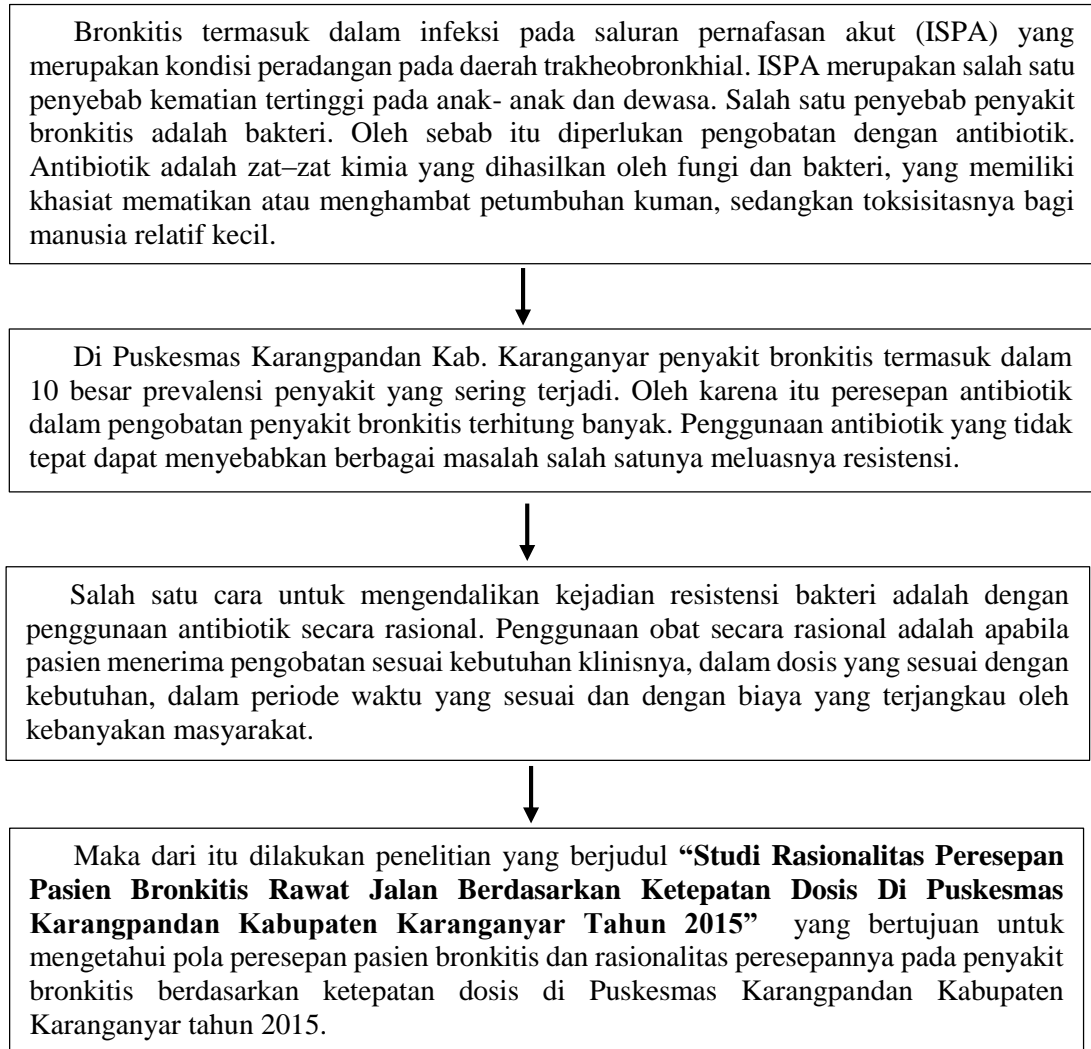 Bronkitis termasuk dalam infeksi pada saluran pernafasan akut (ISPA) yang
merupakan kondisi peradangan pada daerah trakheobronkhial. ISPA merupakan salah satu
penyebab kematian tertinggi pada anak- anak dan dewasa. Salah satu penyebab penyakit
bronkitis adalah bakteri. Oleh sebab itu diperlukan pengobatan dengan antibiotik.
Antibiotik adalah zat–zat kimia yang dihasilkan oleh fungi dan bakteri, yang memiliki
khasiat mematikan atau menghambat petumbuhan kuman, sedangkan toksisitasnya bagi
manusia relatif kecil.
Di Puskesmas Karangpandan Kab. Karanganyar penyakit bronkitis termasuk dalam
10 besar prevalensi penyakit yang sering terjadi. Oleh karena itu peresepan antibiotik
dalam pengobatan penyakit bronkitis terhitung banyak. Penggunaan antibiotik yang tidak
tepat dapat menyebabkan berbagai masalah salah satunya meluasnya resistensi.
Salah satu cara untuk mengendalikan kejadian resistensi bakteri adalah dengan
penggunaan antibiotik secara rasional. Penggunaan obat secara rasional adalah apabila
pasien menerima pengobatan sesuai kebutuhan klinisnya, dalam dosis yang sesuai dengan
kebutuhan, dalam periode waktu yang sesuai dan dengan biaya yang terjangkau oleh
kebanyakan masyarakat.
Maka dari itu dilakukan penelitian yang berjudul “Studi Rasionalitas Peresepan
Pasien Bronkitis Rawat Jalan Berdasarkan Ketepatan Dosis Di Puskesmas
Karangpandan Kabupaten Karanganyar Tahun 2015” yang bertujuan untuk
mengetahui pola peresepan pasien bronkitis dan rasionalitas peresepannya pada penyakit
bronkitis berdasarkan ketepatan dosis di Puskesmas Karangpandan Kabupaten
Karanganyar tahun 2015.